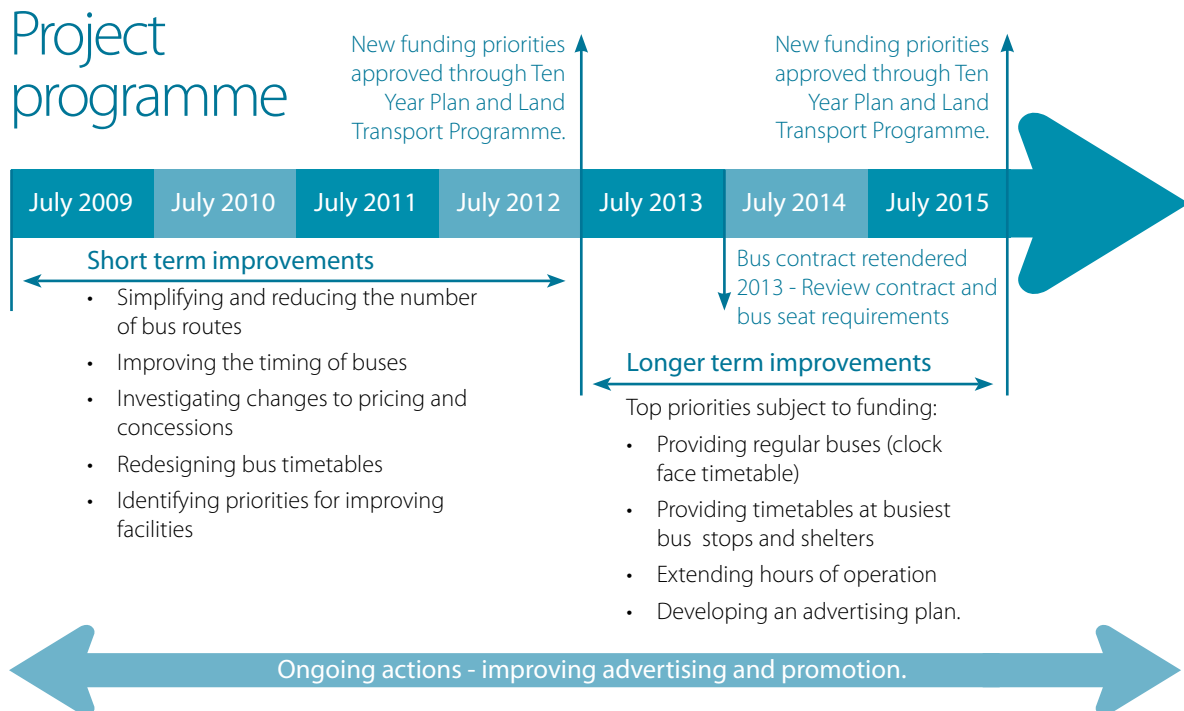 Project
programme
New funding priorities
approved through Ten
Year Plan and Land
Transport Programme.
New funding priorities
approved through Ten
Year Plan and Land
Transport Programme.
July 2009
July 2010
July 2011
July 2012
July 2013
July 2014
July 2015
Short term improvements
• Simplifying and reducing the number
of bus routes
• Improving the timing of buses
• Investigating changes to pricing and
concessions
• Redesigning bus timetables
• Identifying priorities for improving
facilities
Bus contract retendered
2013 - Review contract and
bus seat requirements
Longer term improvements
Top priorities subject to funding:
• Providing regular buses (clock
face timetable)
• Providing timetables at busiest
bus stops and shelters
• Extending hours of operation
• Developing an advertising plan.
Ongoing actions - improving advertising and promotion.